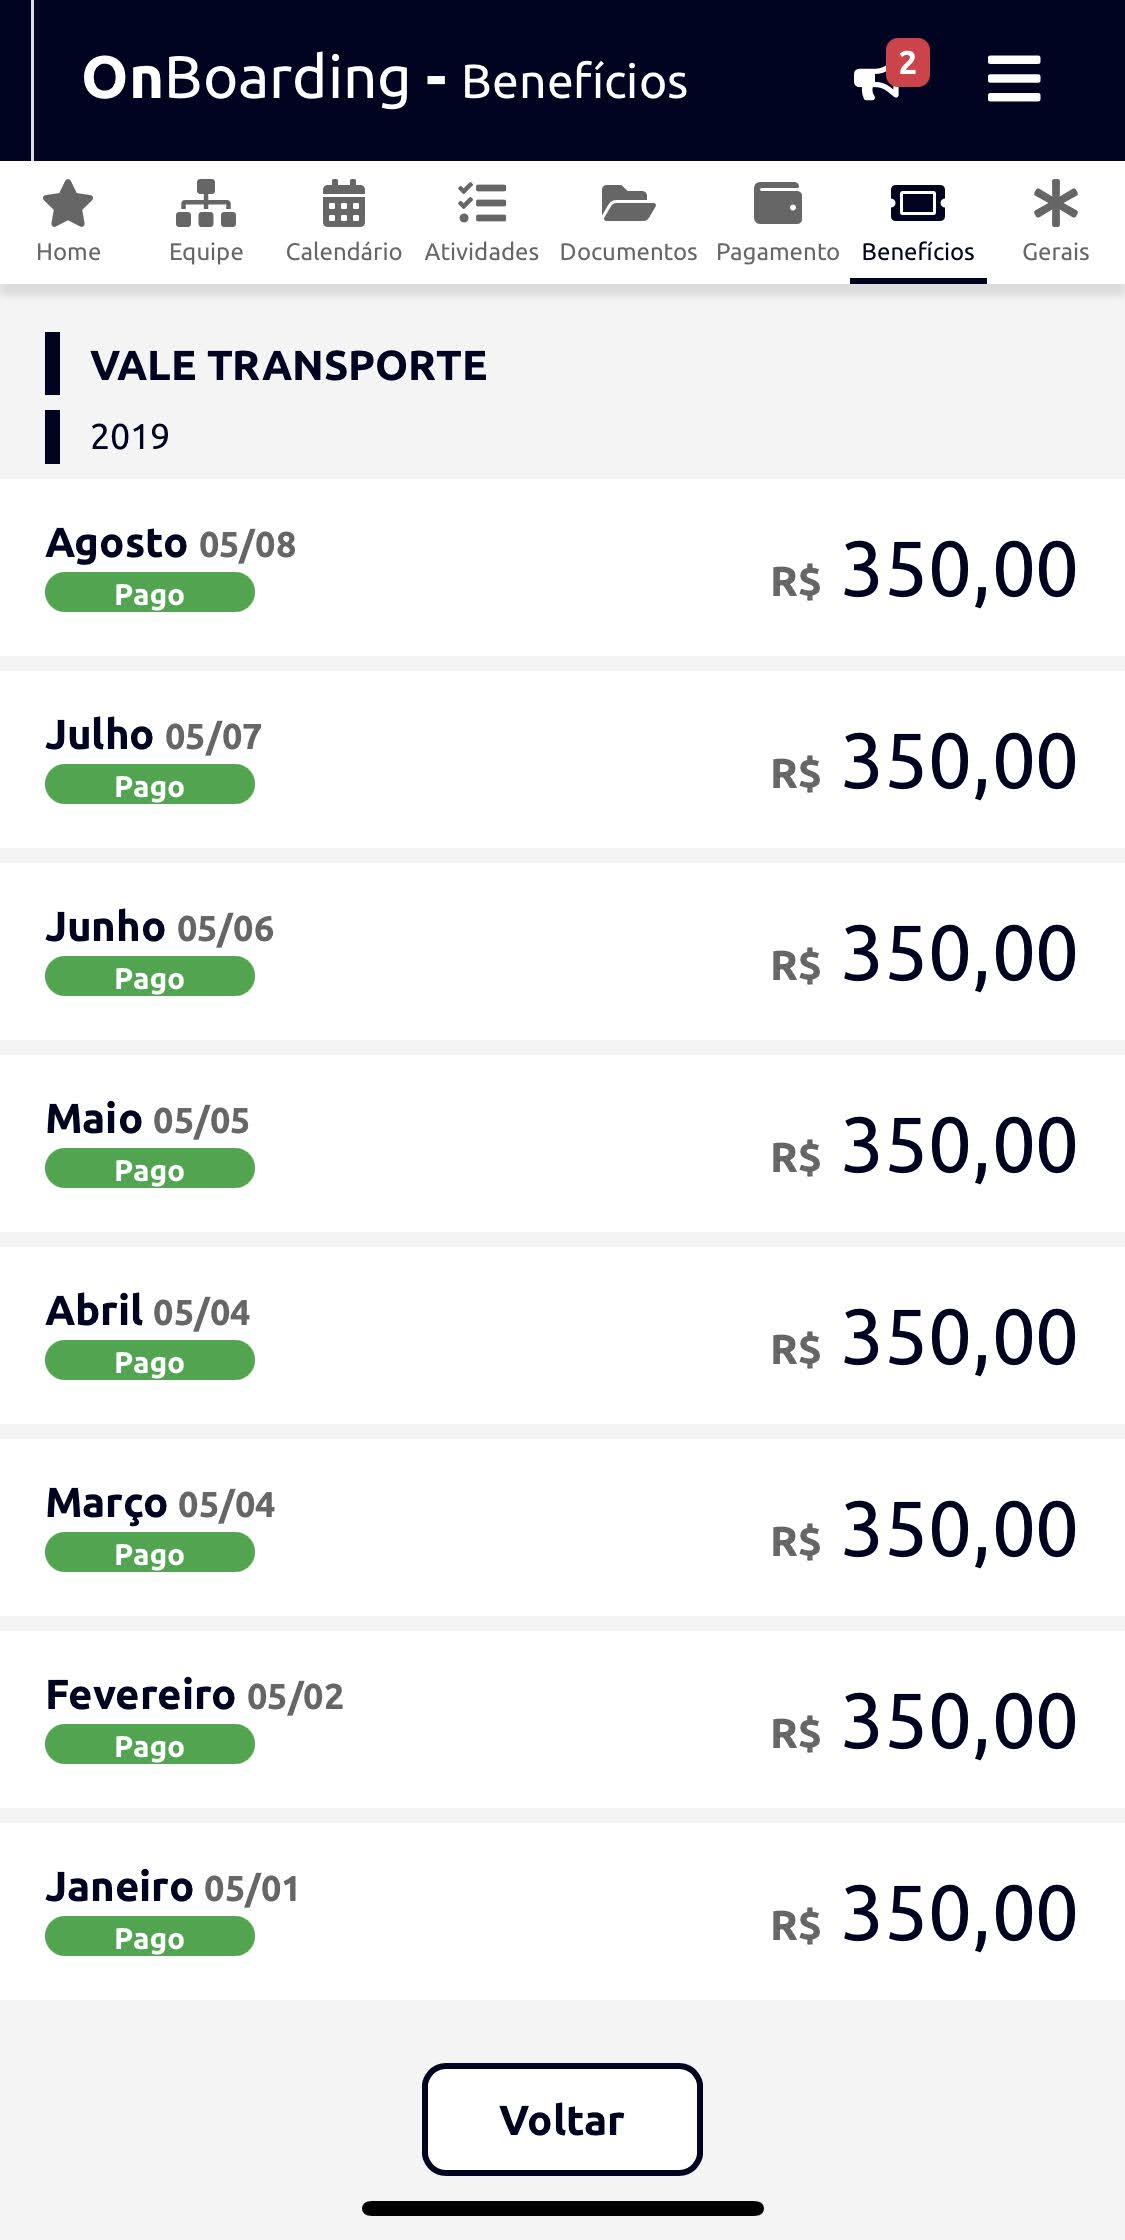 OnBoarding - Benefícios
2
Home Equipe Calendário Atividades Documentos Pagamento Benefícios Gerais
VALE TRANSPORTE
2019
Agosto 05/08
Pago
R$ 350,00
Julho 05/07
Pago
R$ 350,00
Junho 05/06
Pago
R$ 350,00
Maio 05/05
Pago
R$ 350,00
Abril 05/04
Pago
R$ 350,00
Março 05/04
Pago
R$ 350,00
Fevereiro 05/02
Pago
R$ 350,00
Janeiro 05/01
Pago
R$ 350,00
Voltar